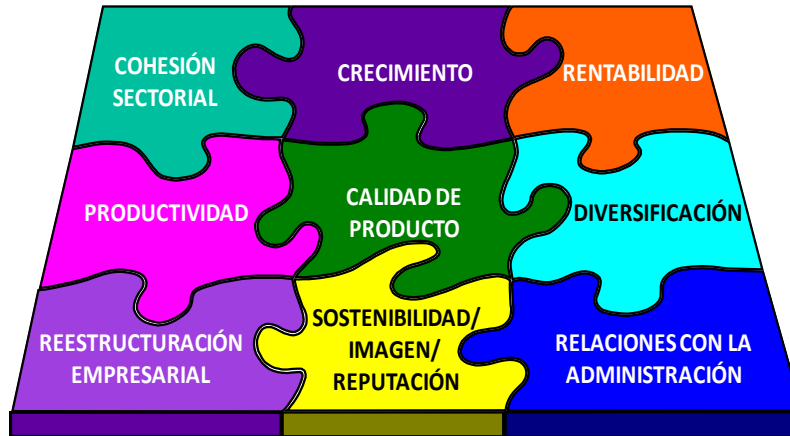 COHESIÓN
SECTORIAL
CRECIMIENTO
RENTABILIDAD
PRODUCTIVIDAD
CALIDAD DE
PRODUCTO
DIVERSIFICACIÓN
REESTRUCTURACIÓN
EMPRESARIAL
SOSTENIBILIDAD/
IMAGEN/
REPUTACIÓN
RELACIONES CON LA
ADMINISTRACIÓN